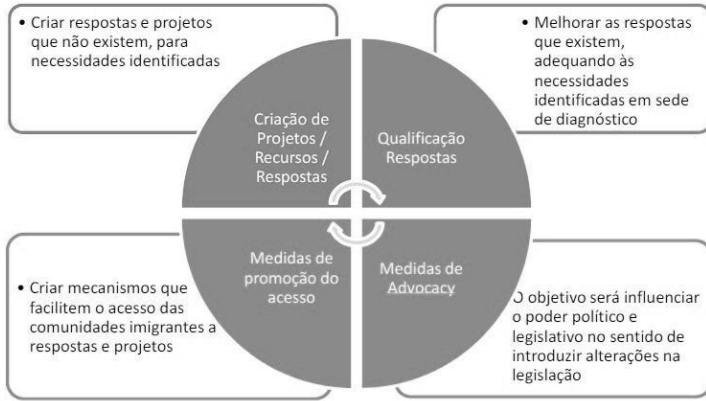 • Criar respostas e projetos
que não existem, para
necessidades identificadas
• Melhorar as respostas
que existem,
adequando às
necessidades
identificadas em sede
de diagnóstico
Criação de
Projetos /
Recursos /
Respostas
Qualificação
Respostas
Medidas de
promoção do
acesso
Medidas de
Advocacy
• Criar mecanismos que
facilitem o acesso das
comunidades imigrantes a
respostas e projetos
O objetivo será influenciar
o poder político e
legislativo no sentido de
introduzir alterações na
legislação